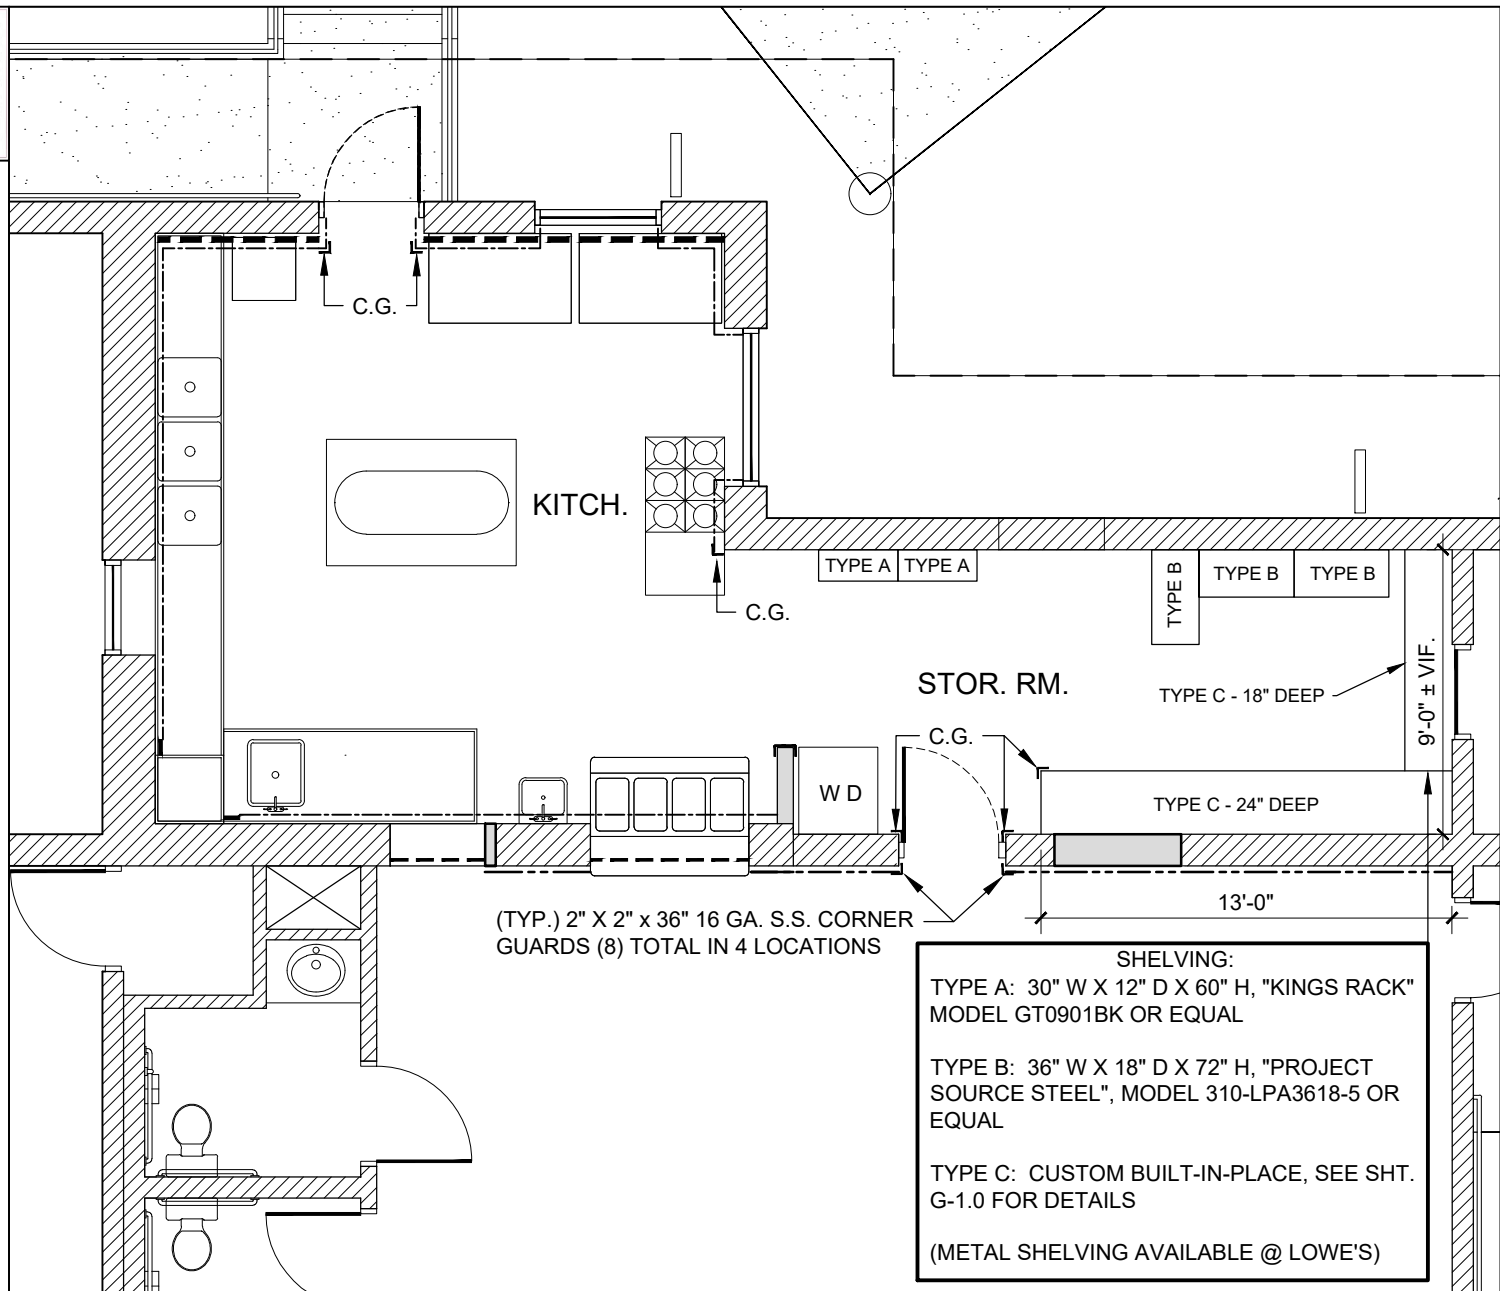 C.G.
KITCH.
TYPE A
TYPE A
TYPE B
TYPE B
TYPE B
C.G.
STOR. RM.
TYPE C - 18" DEEP
9'-0" ± VIF.
C.G.
W D
TYPE C - 24" DEEP
13'-0"
(TYP.) 2" X 2" x 36" 16 GA. S.S. CORNER
GUARDS (8) TOTAL IN 4 LOCATIONS
SHELVING:
TYPE A: 30" W X 12" D X 60" H, "KINGS RACK"
MODEL GT0901BK OR EQUAL
TYPE B: 36" W X 18" D X 72" H, "PROJECT
SOURCE STEEL", MODEL 310-LPA3618-5 OR
EQUAL
TYPE C: CUSTOM BUILT-IN-PLACE, SEE SHT.
G-1.0 FOR DETAILS
(METAL SHELVING AVAILABLE @ LOWE'S)